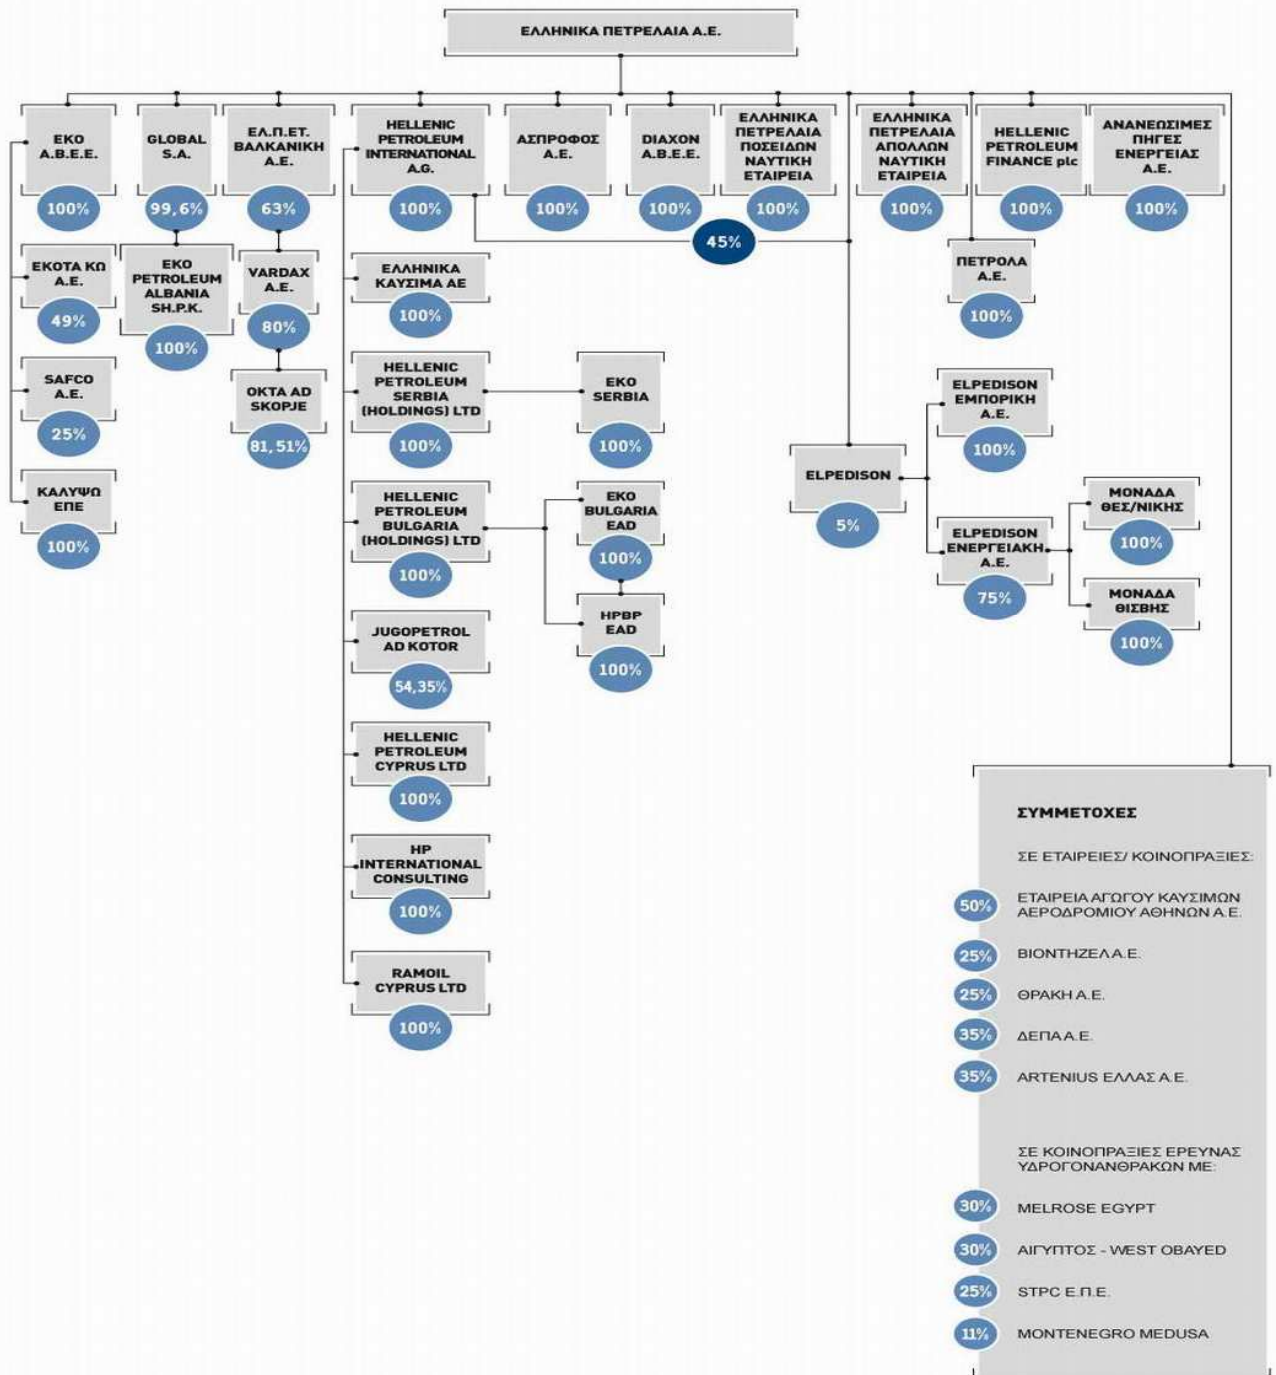 ΕΛΛΗΝΙΚΑ ΠΕΤΡΕΛΑΙΑ Α.Ε.
ΕΚΟ
Α.Β.Ε.Ε.
100%
GLOBAL
S.A.
99,6%
ΕΛ.Π.ΕΤ.
ΒΑΛΚΑΝΙΚΗ
Α.Ε.
63%
HELLENIC
PETROLEUM
INTERNATIONAL
A.G.
100%
ΑΣΠΡΟΦΟΣ
Α.Ε.
100%
DIAXON
Α.Β.Ε.Ε.
100%
ΕΛΛΗΝΙΚΑ
ΠΕΤΡΕΛΑΙΑ
ΠΟΣΕΙΔΩΝ
ΝΑΥΤΙΚΗ
ΕΤΑΙΡΕΙΑ
100%
ΕΛΛΗΝΙΚΑ
ΠΕΤΡΕΛΑΙΑ
ΑΠΟΛΛΩΝ
ΝΑΥΤΙΚΗ
ΕΤΑΙΡΕΙΑ
100%
HELLENIC
PETROLEUM
FINANCE plc
100%
ΑΝΑΝΕΩΣΙΜΕΣ
ΠΗΓΕΣ
ΕΝΕΡΓΕΙΑΣ
Α.Ε.
100%
45%
ΕΚΟΤΑ ΚΩ
Α.Ε.
49%
SAFCO
A.E.
25%
ΚΑΛΥΨΩ
ΕΠΕ
100%
EKO
PETROLEUM
ALBANIA
SH.P.K.
100%
VARDAX
A.E.
80%
OKTA AD
SKOPJE
81,51%
ΕΛΛΗΝΙΚΑ
ΚΑΥΣΙΜΑ ΑΕ
100%
HELLENIC
PETROLEUM
SERBIA
(HOLDINGS) LTD
100%
EKO
SERBIA
100%
HELLENIC
PETROLEUM
BULGARIA
(HOLDINGS) LTD
100%
EKO
BULGARIA
EAD
100%
HPBP
EAD
100%
JUGOPETROL
AD KOTOR
54,35%
HELLENIC
PETROLEUM
CYPRUS LTD
100%
HP
INTERNATIONAL
CONSULTING
100%
RAMOIL
CYPRUS LTD
100%
ΠΕΤΡΟΛΑ
Α.Ε.
100%
ELPEDISON
5%
ELPEDISON
ΕΜΠΟΡΙΚΗ
Α.Ε.
100%
ELPEDISON
ΕΝΕΡΓΕΙΑΚΗ
Α.Ε.
75%
ΜΟΝΑΔΑ
ΘΕΣ/ΝΙΚΗΣ
100%
ΜΟΝΑΔΑ
ΘΙΣΒΗΣ
100%
ΣΥΜΜΕΤΟΧΕΣ
ΣΕ ΕΤΑΙΡΕΙΕΣ/ ΚΟΙΝΟΠΡΑΞΙΕΣ:
50% ΕΤΑΙΡΕΙΑ ΑΓΩΓΟΥ ΚΑΥΣΙΜΩΝ
ΑΕΡΟΔΡΟΜΙΟΥ ΑΘΗΝΩΝ Α.Ε.
25% ΒΙΟΝΤΗΖΕΛ Α.Ε.
25% ΘΡΑΚΗ Α.Ε.
35% ΔΕΠΑ Α.Ε.
35% ARTENIUS ΕΛΛΑΣ Α.Ε.
ΣΕ ΚΟΙΝΟΠΡΑΞΙΕΣ ΕΡΕΥΝΑΣ
ΥΔΡΟΓΟΝΑΝΘΡΑΚΩΝ ΜΕ:
30% MELROSE EGYPT
30% ΑΙΓΥΠΤΟΣ - WEST OBAYED
25% STPC Ε.Π.Ε.
11% MONTENEGRO MEDUSA